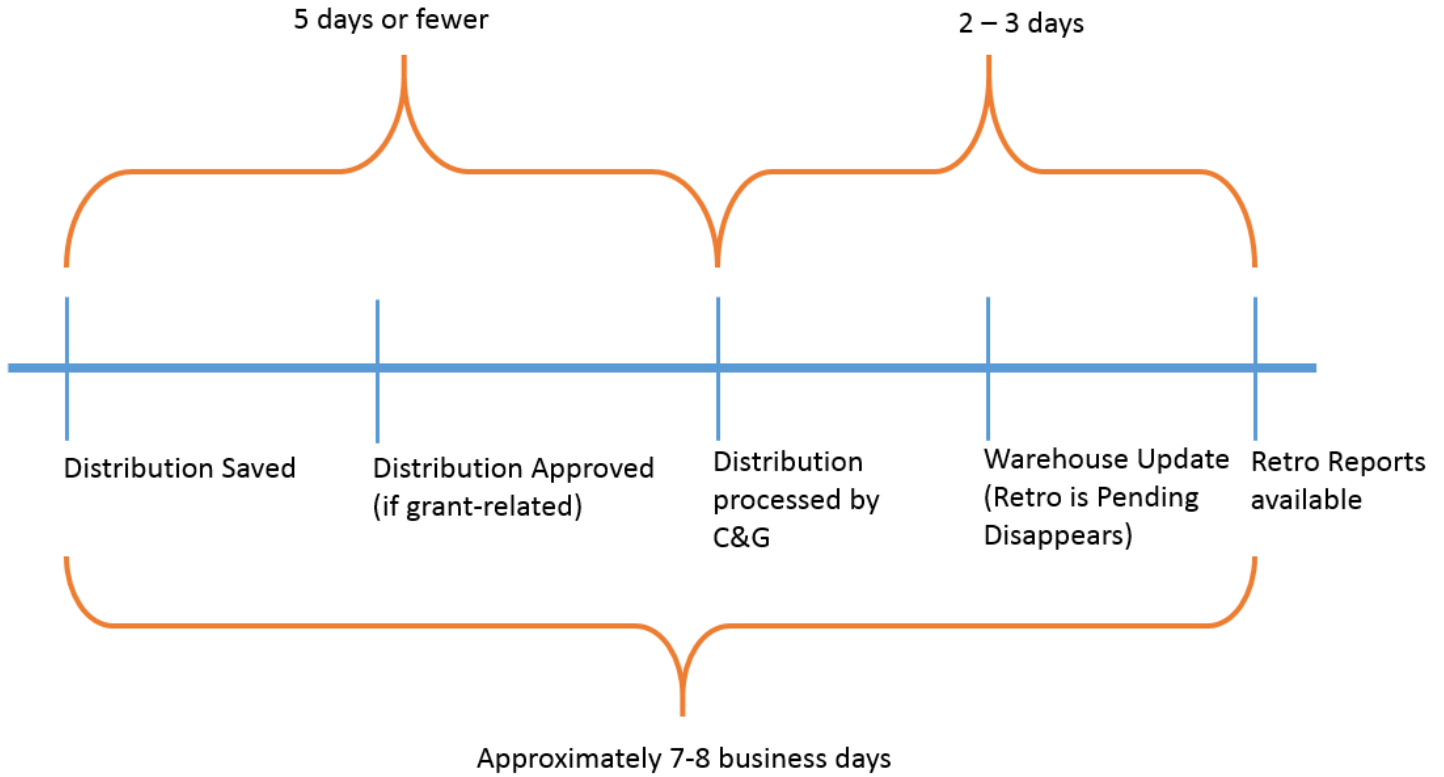 5 days or fewer
2 – 3 days
Distribution Saved
Distribution Approved
(if grant-related)
Distribution
processed by
C&G
Warehouse Update
(Retro is Pending
Disappears)
Retro Reports
available
Approximately 7-8 business days